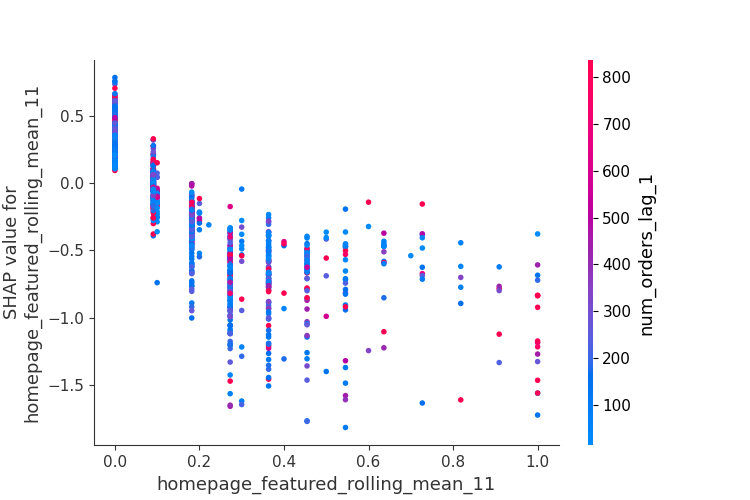 SHAP value for
homepage_featured_rolling_mean_11
0.5
0.0
−0.5
−1.0
−1.5
0.0 0.2 0.4 0.6 0.8 1.0
homepage_featured_rolling_mean_11
800
700
600
500
400
300
200
100
num_orders_lag_1